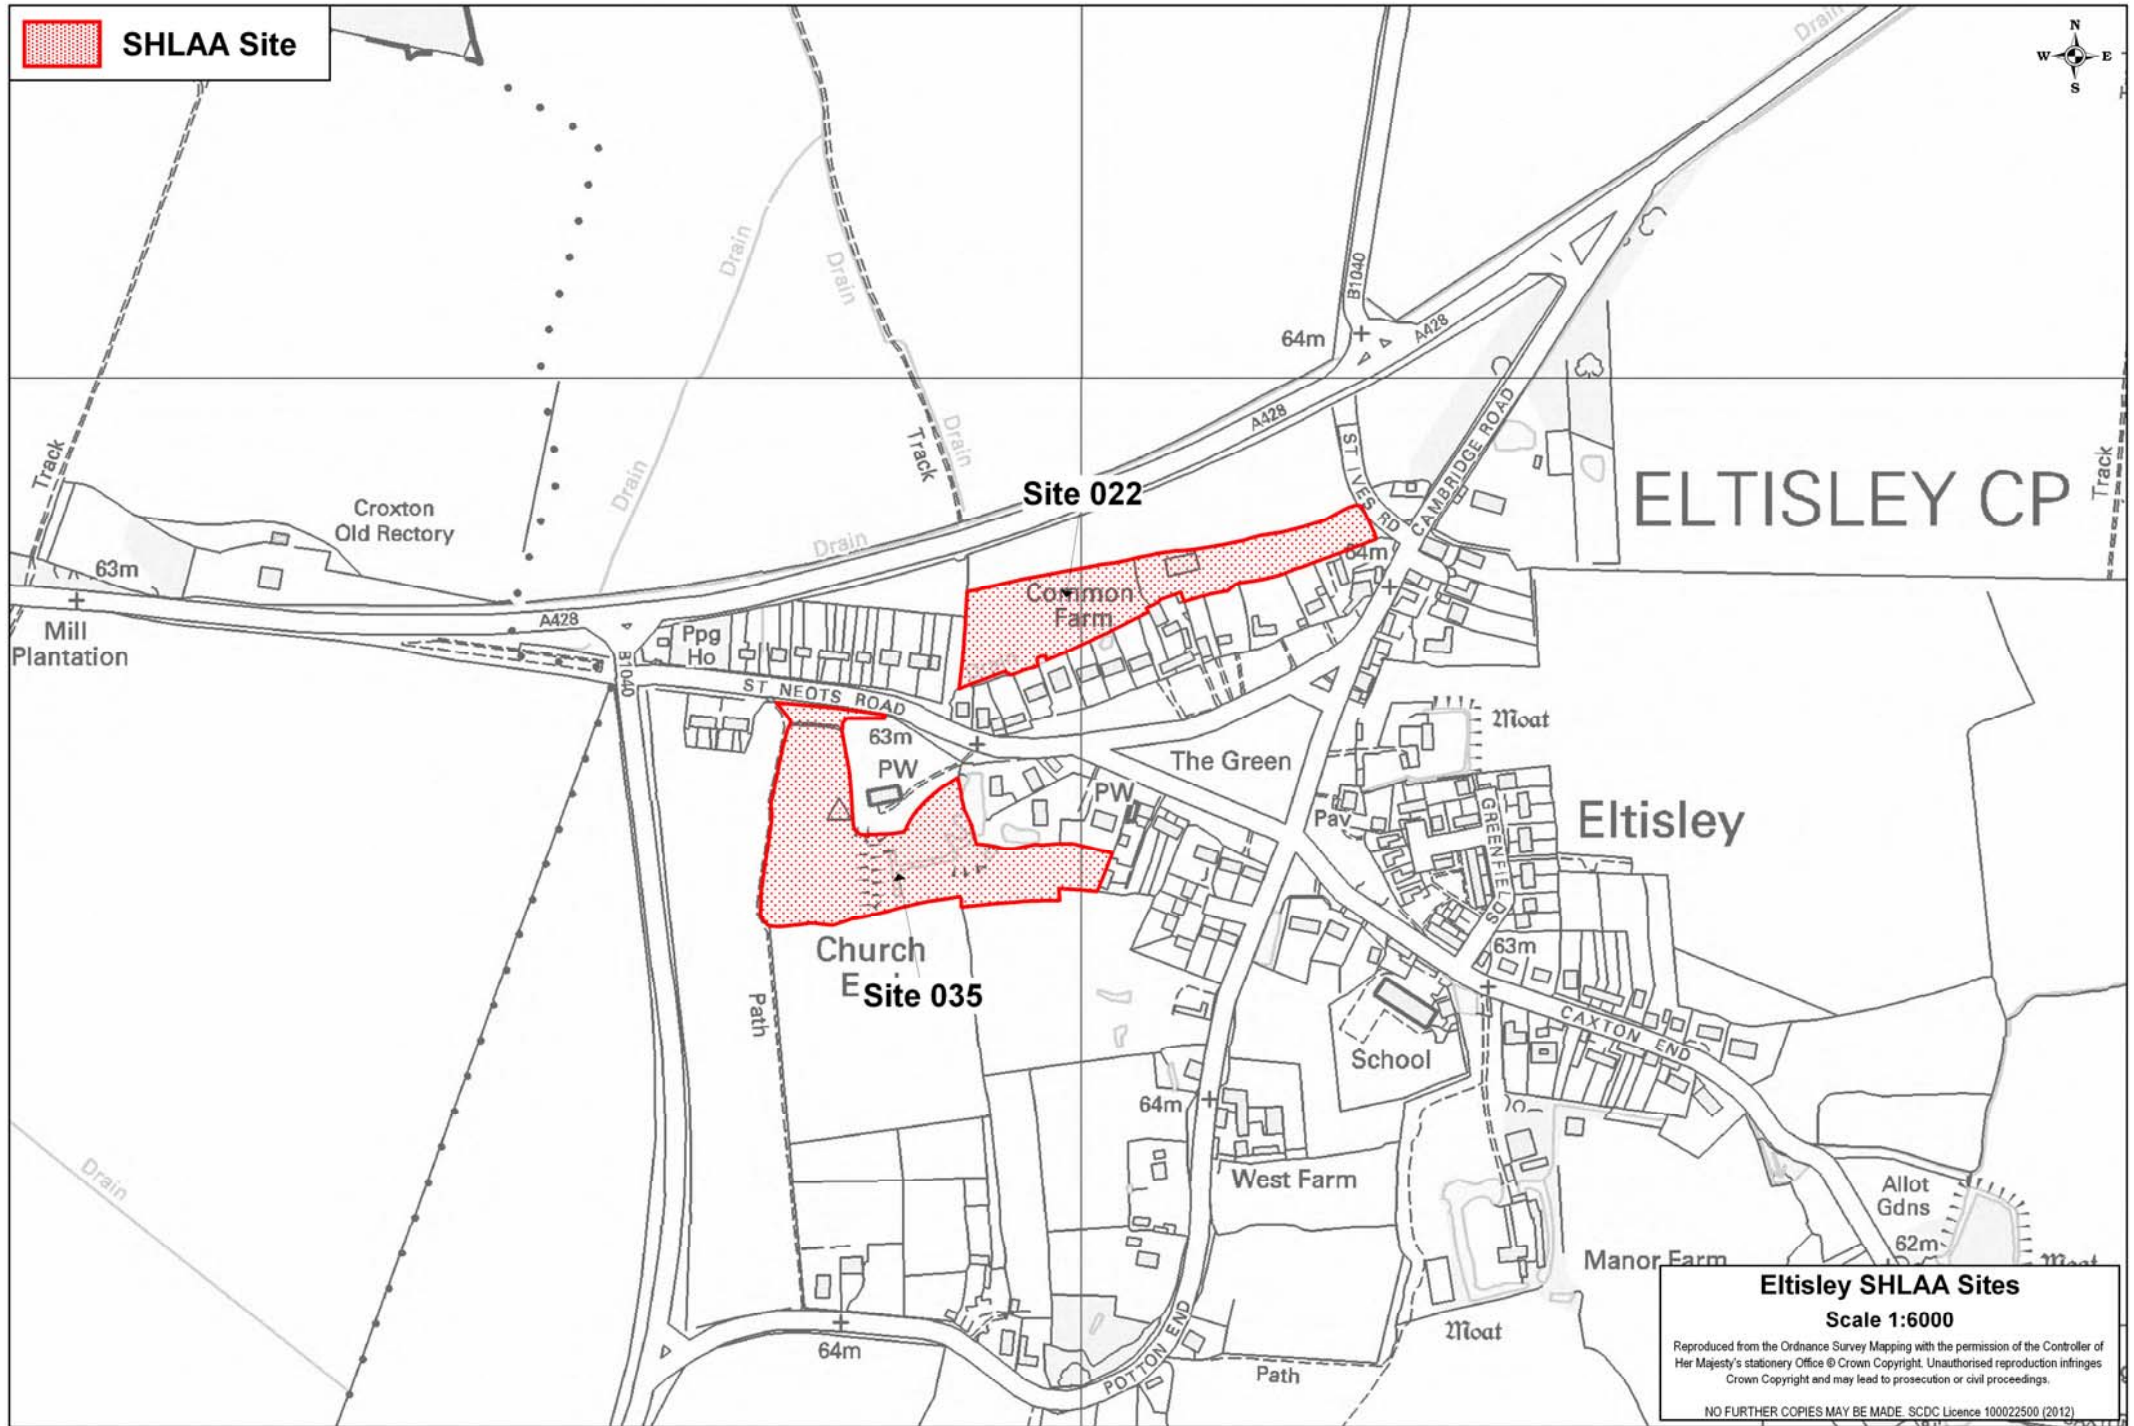 SHLAA Site
N
W E
S
Drain
Drain
Drain
B1040
64m
A428
A428
Drain
Track
Track
Drain
Track
ST IVES RD
CAMBRIDGE ROAD
ELTISLEY CP
Site 022
Croxton
Old Rectory
Drain
63m
64m
Common
Farm
A428
Mill
Plantation
Ppg
Ho
B1040
ST NEOTS ROAD
Moat
63m
The Green
PW
PW
Pav
GREENFIELDS
Eltisley
Church
E
Site 035
63m
Path
CAXTON END
School
64m
Drain
West Farm
Allot
Gdns
62m
Manor Farm
Moat
Moat
64m
POTTON END
Path
Eltisley SHLAA Sites
Scale 1:6000
Reproduced from the Ordnance Survey Mapping with the permission of the Controller of
Her Majesty's stationery Office © Crown Copyright. Unauthorised reproduction infringes
Crown Copyright and may lead to prosecution or civil proceedings.
NO FURTHER COPIES MAY BE MADE. SCDC Licence 100022500 (2012)